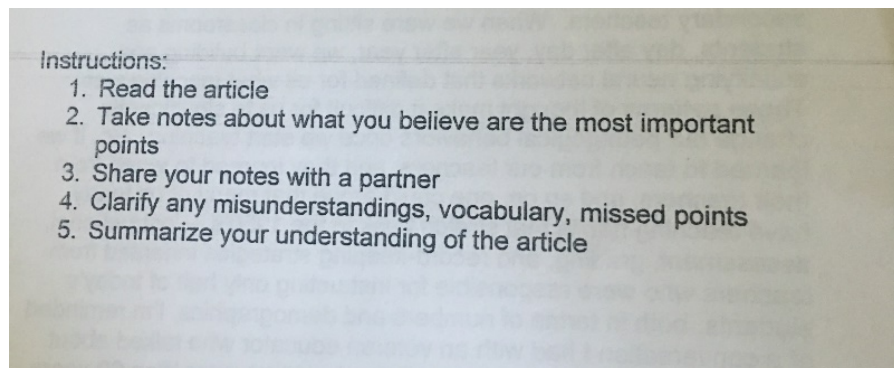 Instructions:
1. Read the article
2. Take notes about what you believe are the most important
points
3. Share your notes with a partner
4. Clarify any misunderstandings, vocabulary, missed points
5. Summarize your understanding of the article